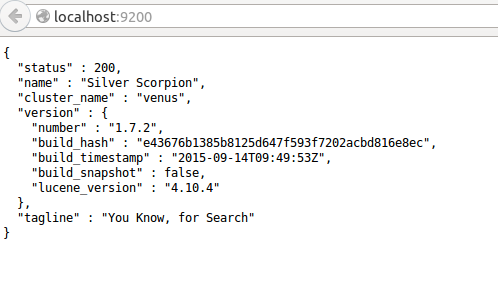 localhost:9200
{
  "status" : 200,
  "name" : "Silver Scorpion",
  "cluster_name" : "venus",
  "version" : {
    "number" : "1.7.2",
    "build_hash" : "e43676b1385b8125d647f593f7202acbd816e8ec",
    "build_timestamp" : "2015-09-14T09:49:53Z",
    "build_snapshot" : false,
    "lucene_version" : "4.10.4"
  },
  "tagline" : "You Know, for Search"
}